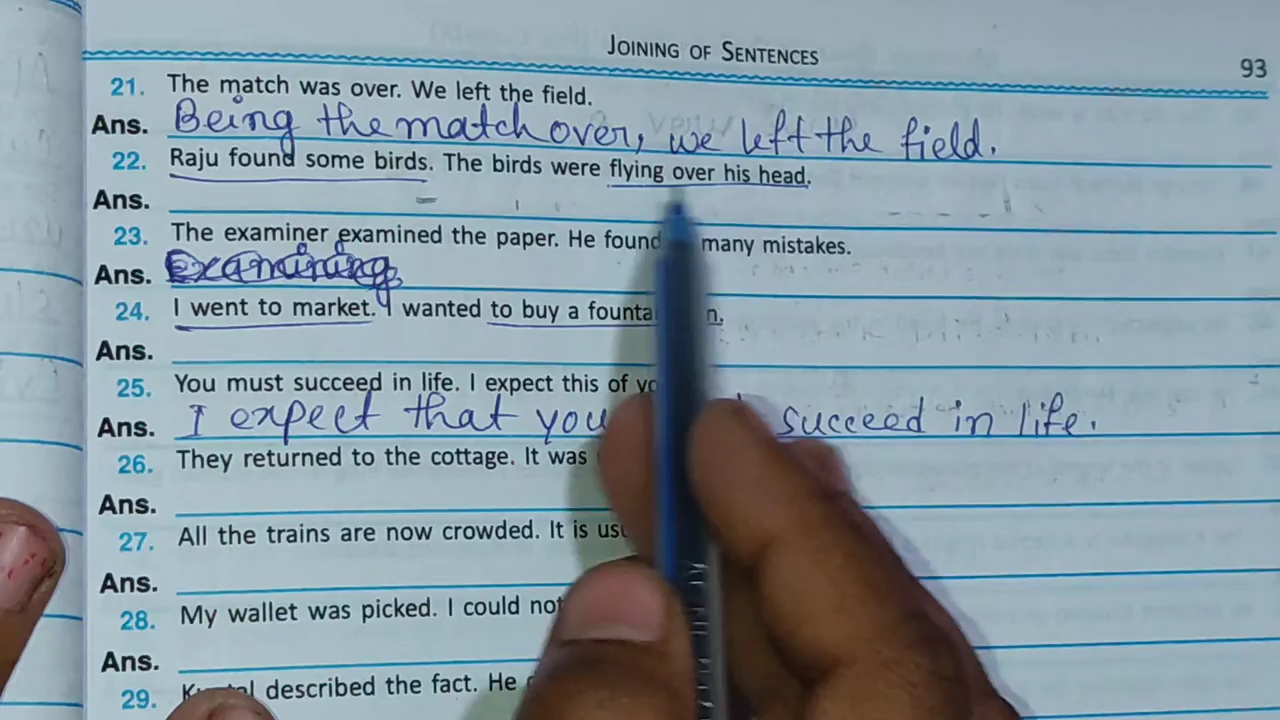 JOINING OF SENTENCES 93
21. The match was over. We left the field.
Ans. Being the match over, we left the field.
22. Raju found some birds. The birds were flying over his head.
Ans.
23. The examiner examined the paper. He found many mistakes.
Ans. Examining
24. I went to market. I wanted to buy a
Ans.
25. You must succeed in life. I expect this of
Ans. I expect that you succeed in life.
26. They returned to the cottage. It was
Ans.
27. All the trains are now crowded. It is
Ans.
28. My wallet was picked. I could not
Ans.
29. described the fact. He